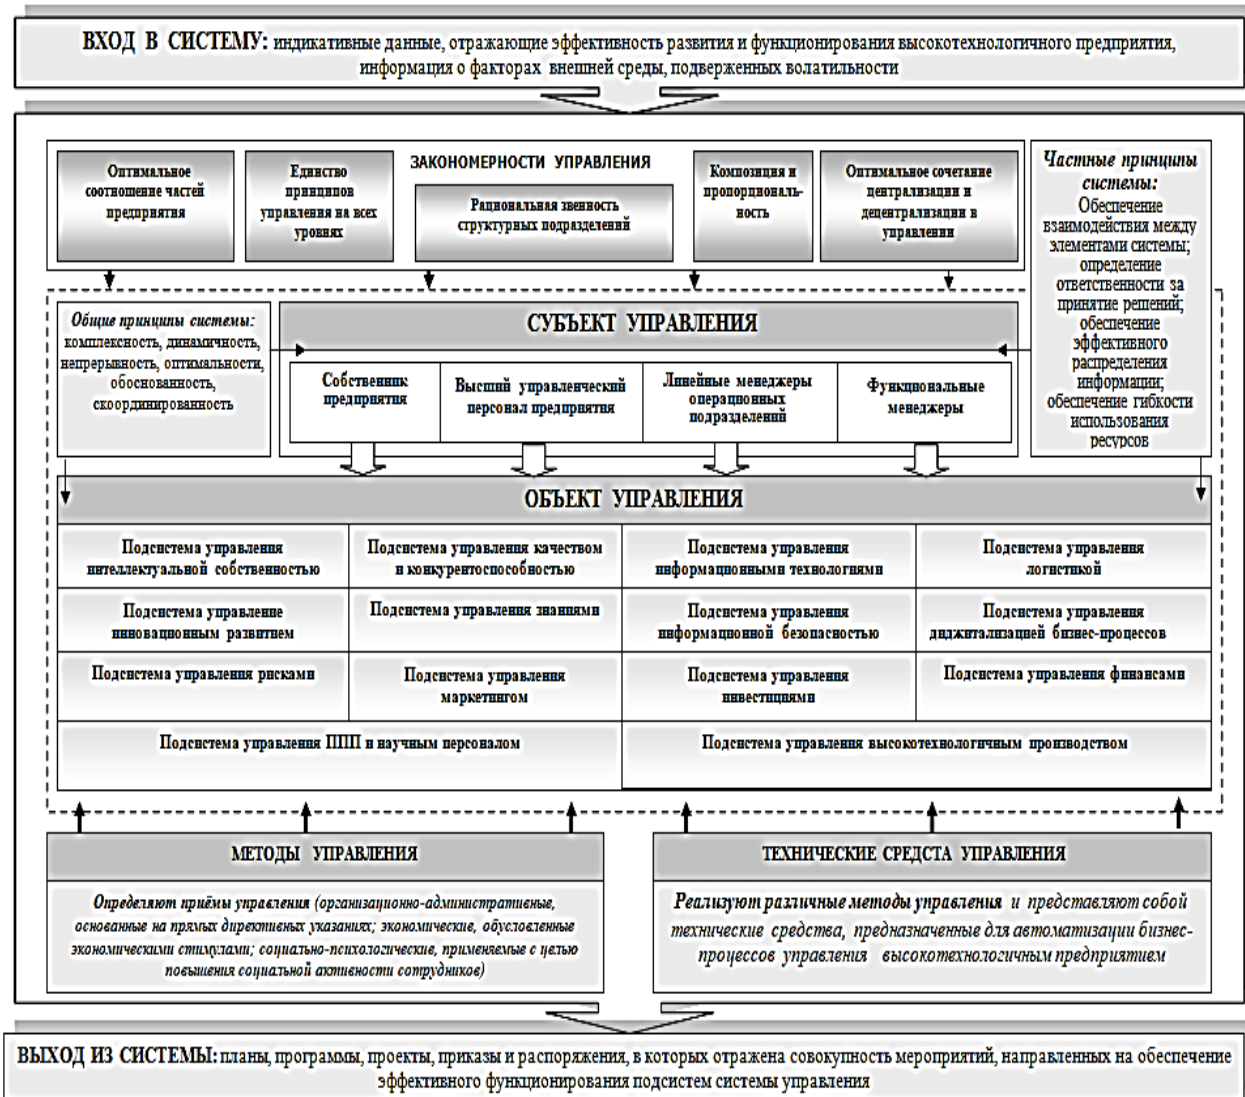 ВХОД В СИСТЕМУ: индикативные данные, отражающие эффективность развития и функционирования высокотехнологичного предприятия,
информация о факторах внешней среды, подверженных волатильности
ЗАКОНОМЕРНОСТИ УПРАВЛЕНИЯ
Оптимальное
соотношение частей
предприятия
Единство
принципов
управления на всех
уровнях
Рациональная звенность
структурных подразделений
Композиция и
пропорциональ-
ность
Оптимальное сочетание
централизации и
децентрализации в
управлении
Частные принципы
системы:
Обеспечение
взаимодействия между
элементами системы;
определение
ответственности за
принятие решений;
обеспечение
эффективного
распределения
информации;
обеспечение гибкости
использования
ресурсов
Общие принципы системы:
комплексность, динамичность,
непрерывность, оптимальности,
обоснованность,
скоординированность
СУБЪЕКТ УПРАВЛЕНИЯ
Собственник
предприятия
Высший управленческий
персонал предприятия
Линейные менеджеры
операционных
подразделений
Функциональные
менеджеры
ОБЪЕКТ УПРАВЛЕНИЯ
Подсистема управления
интеллектуальной собственностью
Подсистема управления качеством
и конкурентоспособностью
Подсистема управления
информационными технологиями
Подсистема управления
логистикой
Подсистема управление
инновационным развитием
Подсистема управления знаниями
Подсистема управления
информационной безопасностью
Подсистема управления
диджитализацией бизнес-процессов
Подсистема управления рисками
Подсистема управления
маркетингом
Подсистема управления
инвестициями
Подсистема управления финансами
Подсистема управления ППП и научным персоналом
Подсистема управления высокотехнологичным производством
МЕТОДЫ УПРАВЛЕНИЯ
Определяют приёмы управления (организационно-административные,
основанные на прямых директивных указаниях; экономические, обусловленные
экономическими стимулами; социально-психологические, применяемые с целью
повышения социальной активности сотрудников)
ТЕХНИЧЕСКИЕ СРЕДСТА УПРАВЛЕНИЯ
Реализуют различные методы управления и представляют собой
технические средства, предназначенные для автоматизации бизнес-
процессов управления высокотехнологичным предприятием
ВЫХОД ИЗ СИСТЕМЫ: планы, программы, проекты, приказы и распоряжения, в которых отражена совокупность мероприятий, направленных на обеспечение
эффективного функционирования подсистем системы управления